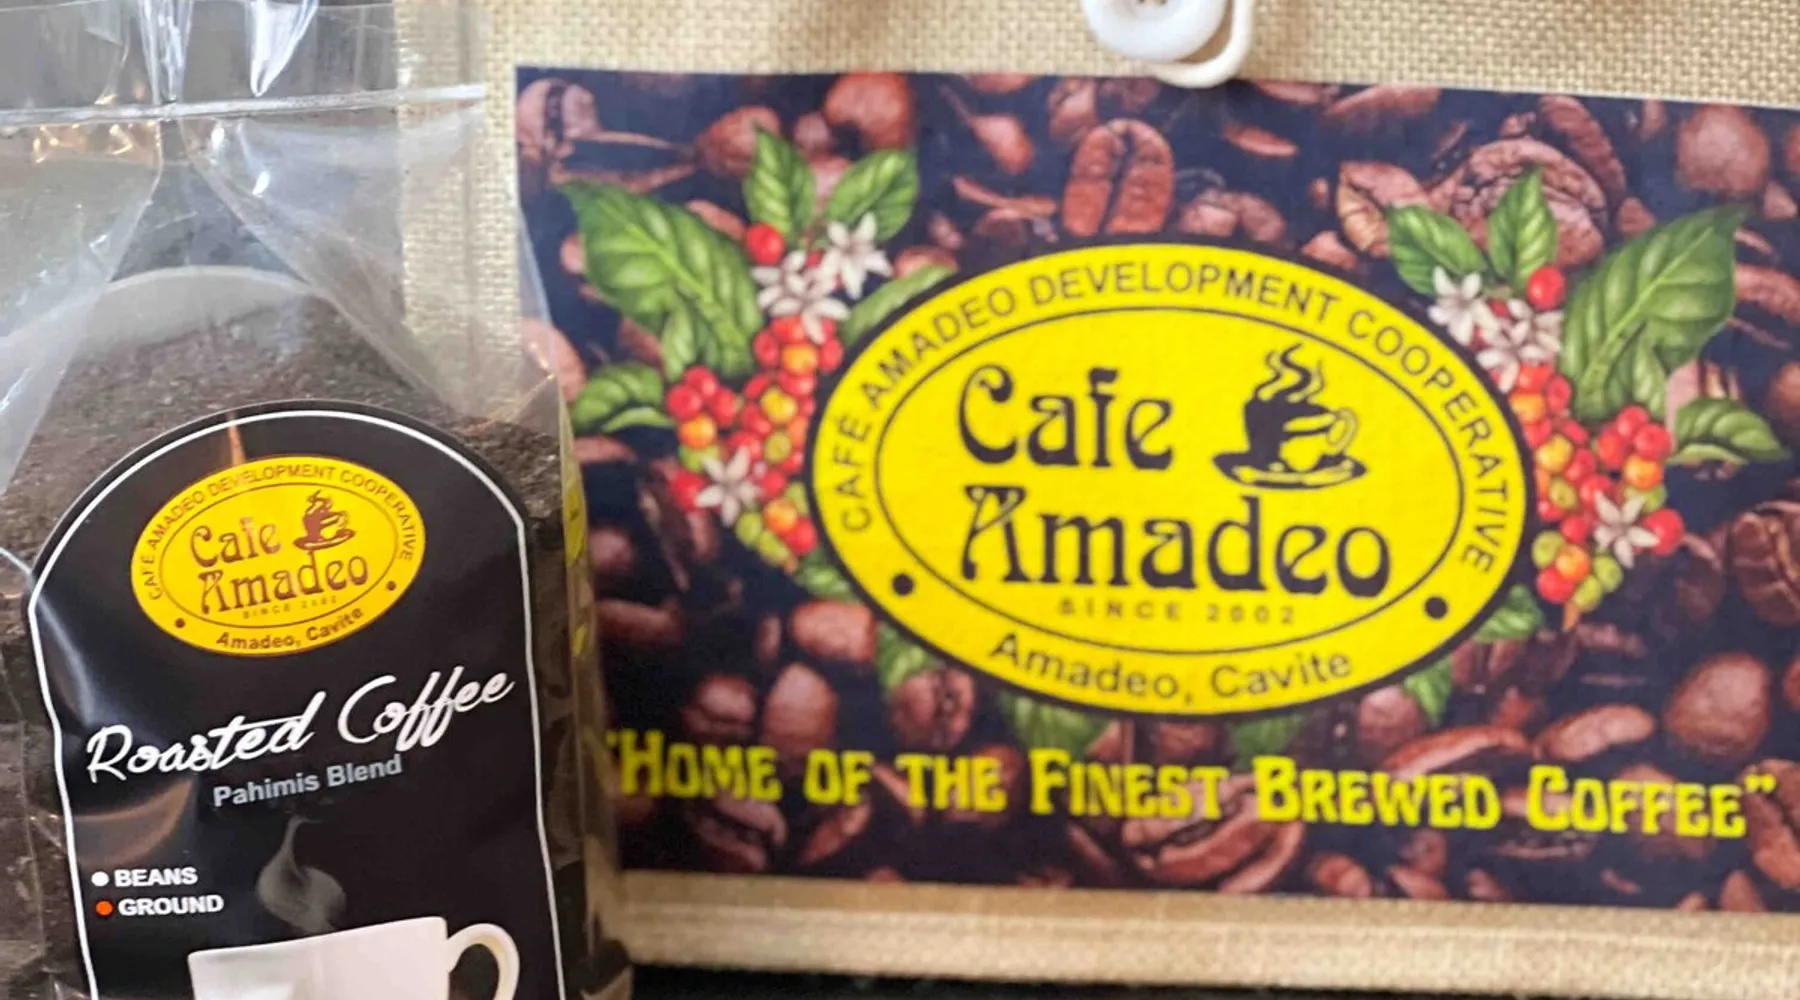 CAFÉ AMADEO DEVELOPMENT COOPERATIVE
Cafe
Amadeo
SINCE 2002
Amadeo, Cavite
Roasted Coffee
Pahimis Blend
BEANS
GROUND
CAFÉ AMADEO DEVELOPMENT COOPERATIVE
Cafe
Amadeo
SINCE 2002
Amadeo, Cavite
"HOME OF THE FINEST BREWED COFFEE"